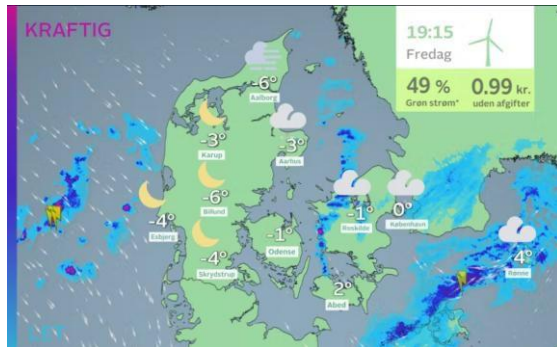 KRAFTIG
19:15
Fredag
49 %
Grøn strøm*
0.99 kr.
uden afgifter
-6°
Aalborg
-3°
Karup
-3°
Aarhus
-6°
Billund
-4°
Esbjerg
-4°
Skrydstrup
-1°
Odense
-1°
Roskilde
0°
København
2°
Abed
4°
Rønne
LET